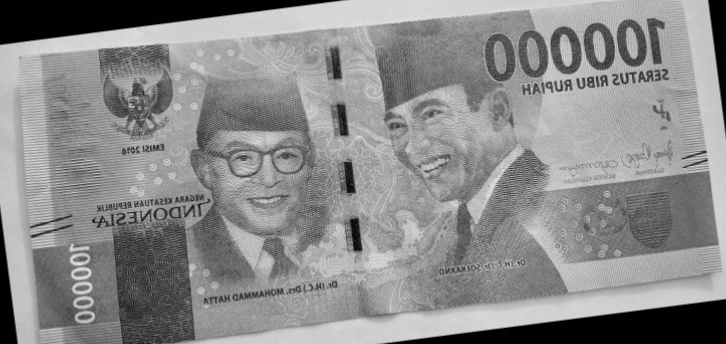 100000
SERATUS RIBU RUPIAH
EMISI 2016
NEGARA KESATUAN REPUBLIK
INDONESIA
100000
Dr. (H.C.) Drs. MOHAMMAD HATTA
Dr. (H.C.) Ir. SOEKARNO